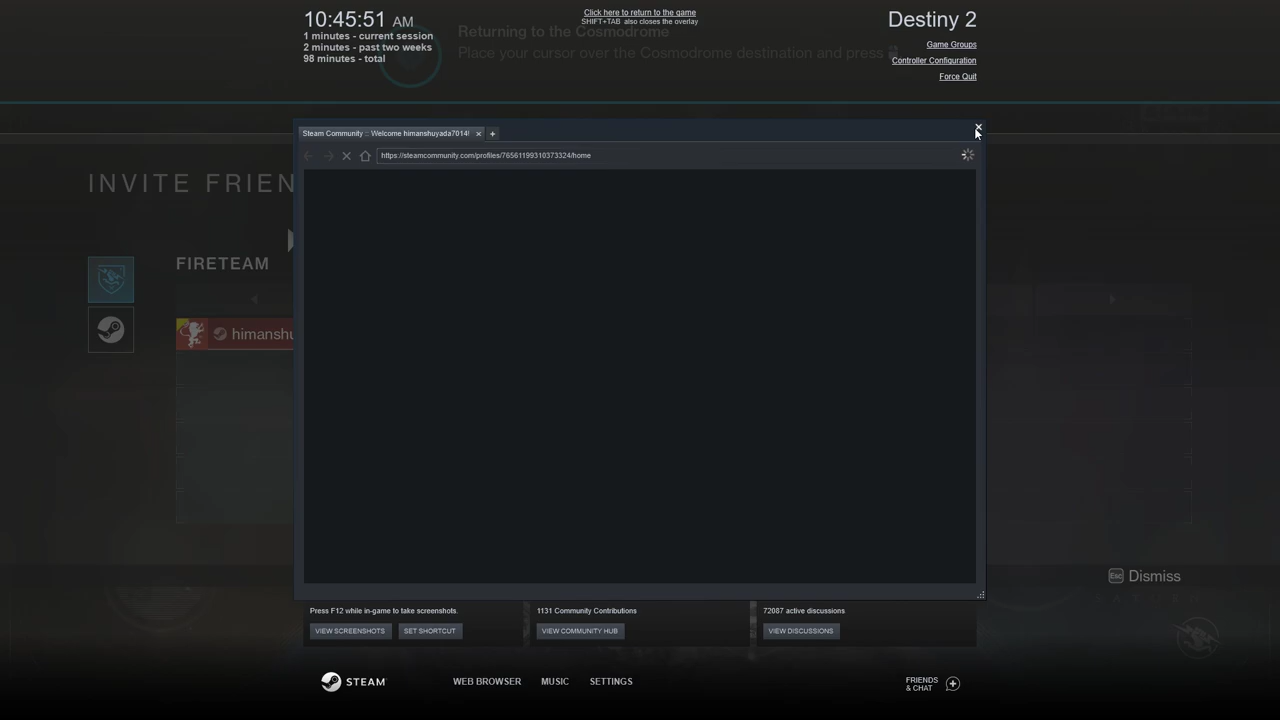 10:45:51 AM
1 minutes - current session
2 minutes - past two weeks
98 minutes - total
Click here to return to the game
SHIFT+TAB also closes the overlay
Returning to the Cosmodrome
Place your cursor over the Cosmodrome destination and press
Destiny 2
Game Groups
Controller Configuration
Force Quit
Steam Community :: Welcome himanshuyada7014!
https://steamcommunity.com/profiles/76561199310373324/home
INVITE FRIEN
FIRETEAM
himanshu
Esc Dismiss
Press F12 while in-game to take screenshots.
VIEW SCREENSHOTS
SET SHORTCUT
1131 Community Contributions
VIEW COMMUNITY HUB
72087 active discussions
VIEW DISCUSSIONS
STEAM
WEB BROWSER
MUSIC
SETTINGS
FRIENDS
& CHAT